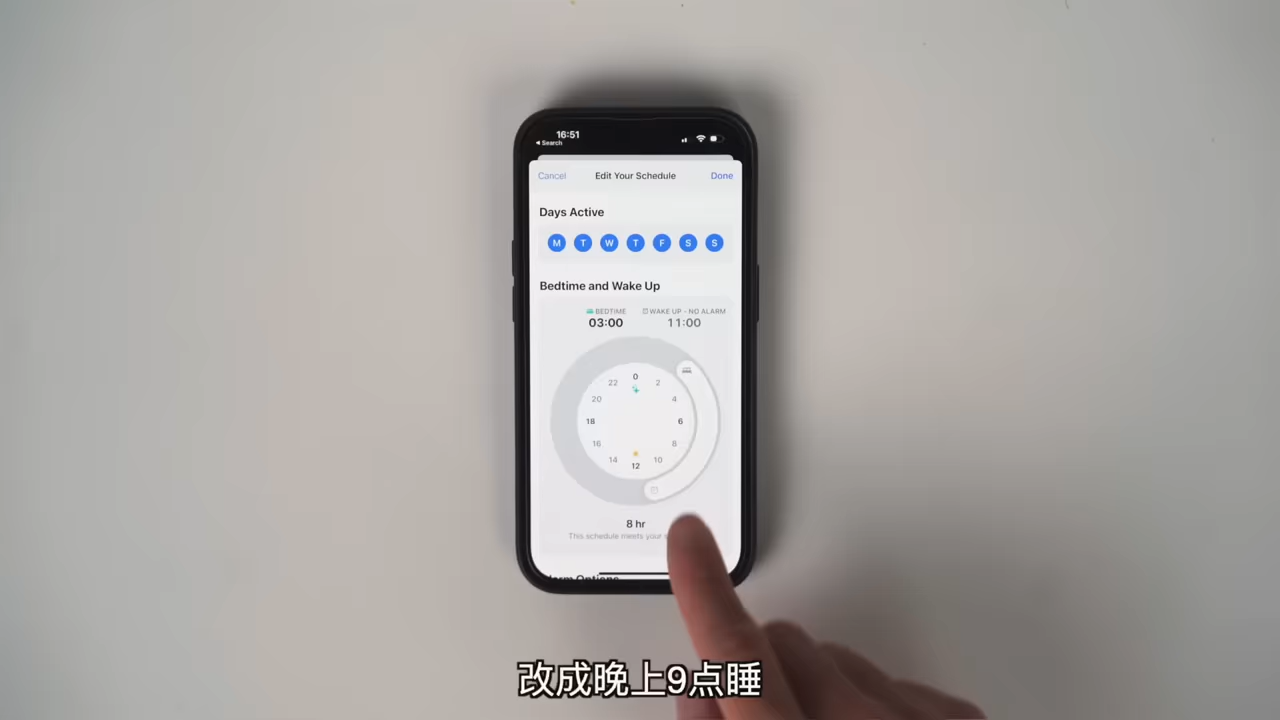 16:51
Search
Cancel Edit Your Schedule Done
Days Active
M T W T F S S
Bedtime and Wake Up
BEDTIME WAKE UP - NO ALARM
03:00 11:00
0
22 2
20 4
18 6
16 8
14 10
12
8 hr
This schedule meets your
Alarm Options
改成晚上9点睡